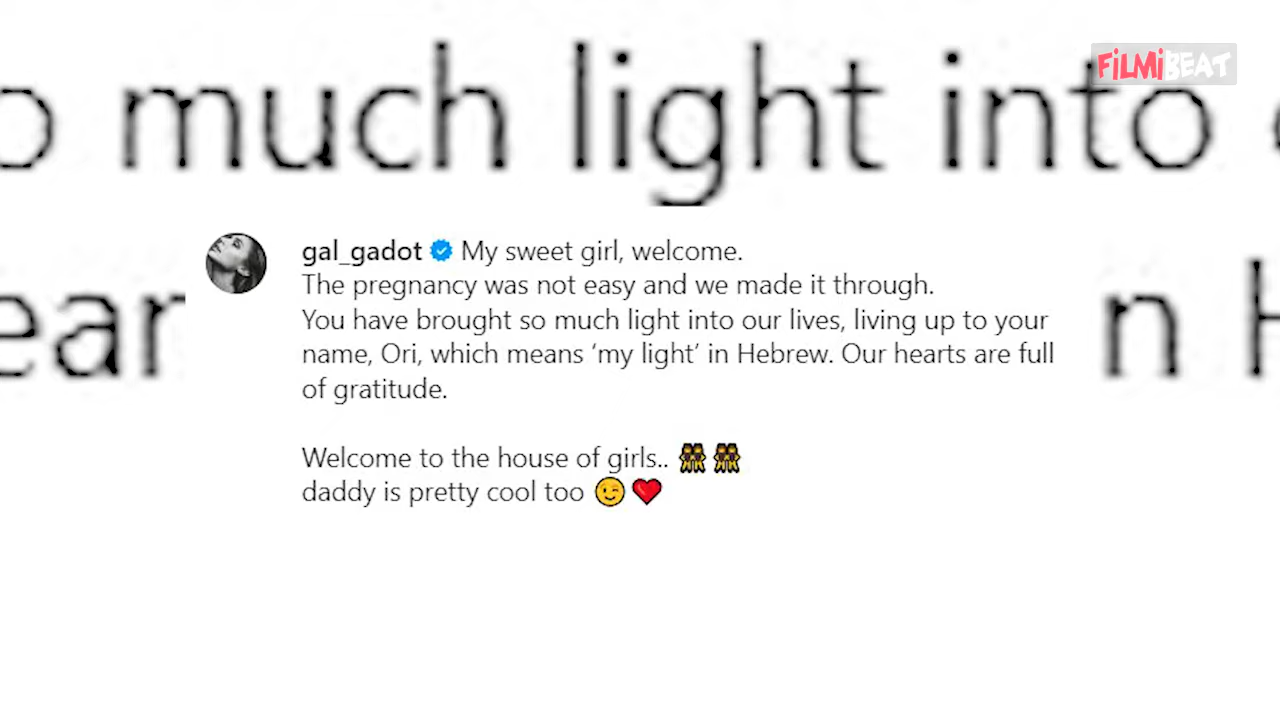 o much light into
FiLMiBEAT
ear
n H
gal_gadot My sweet girl, welcome.
The pregnancy was not easy and we made it through.
You have brought so much light into our lives, living up to your
name, Ori, which means ‘my light’ in Hebrew. Our hearts are full
of gratitude.
Welcome to the house of girls.. 👯👯
daddy is pretty cool too 😉❤️